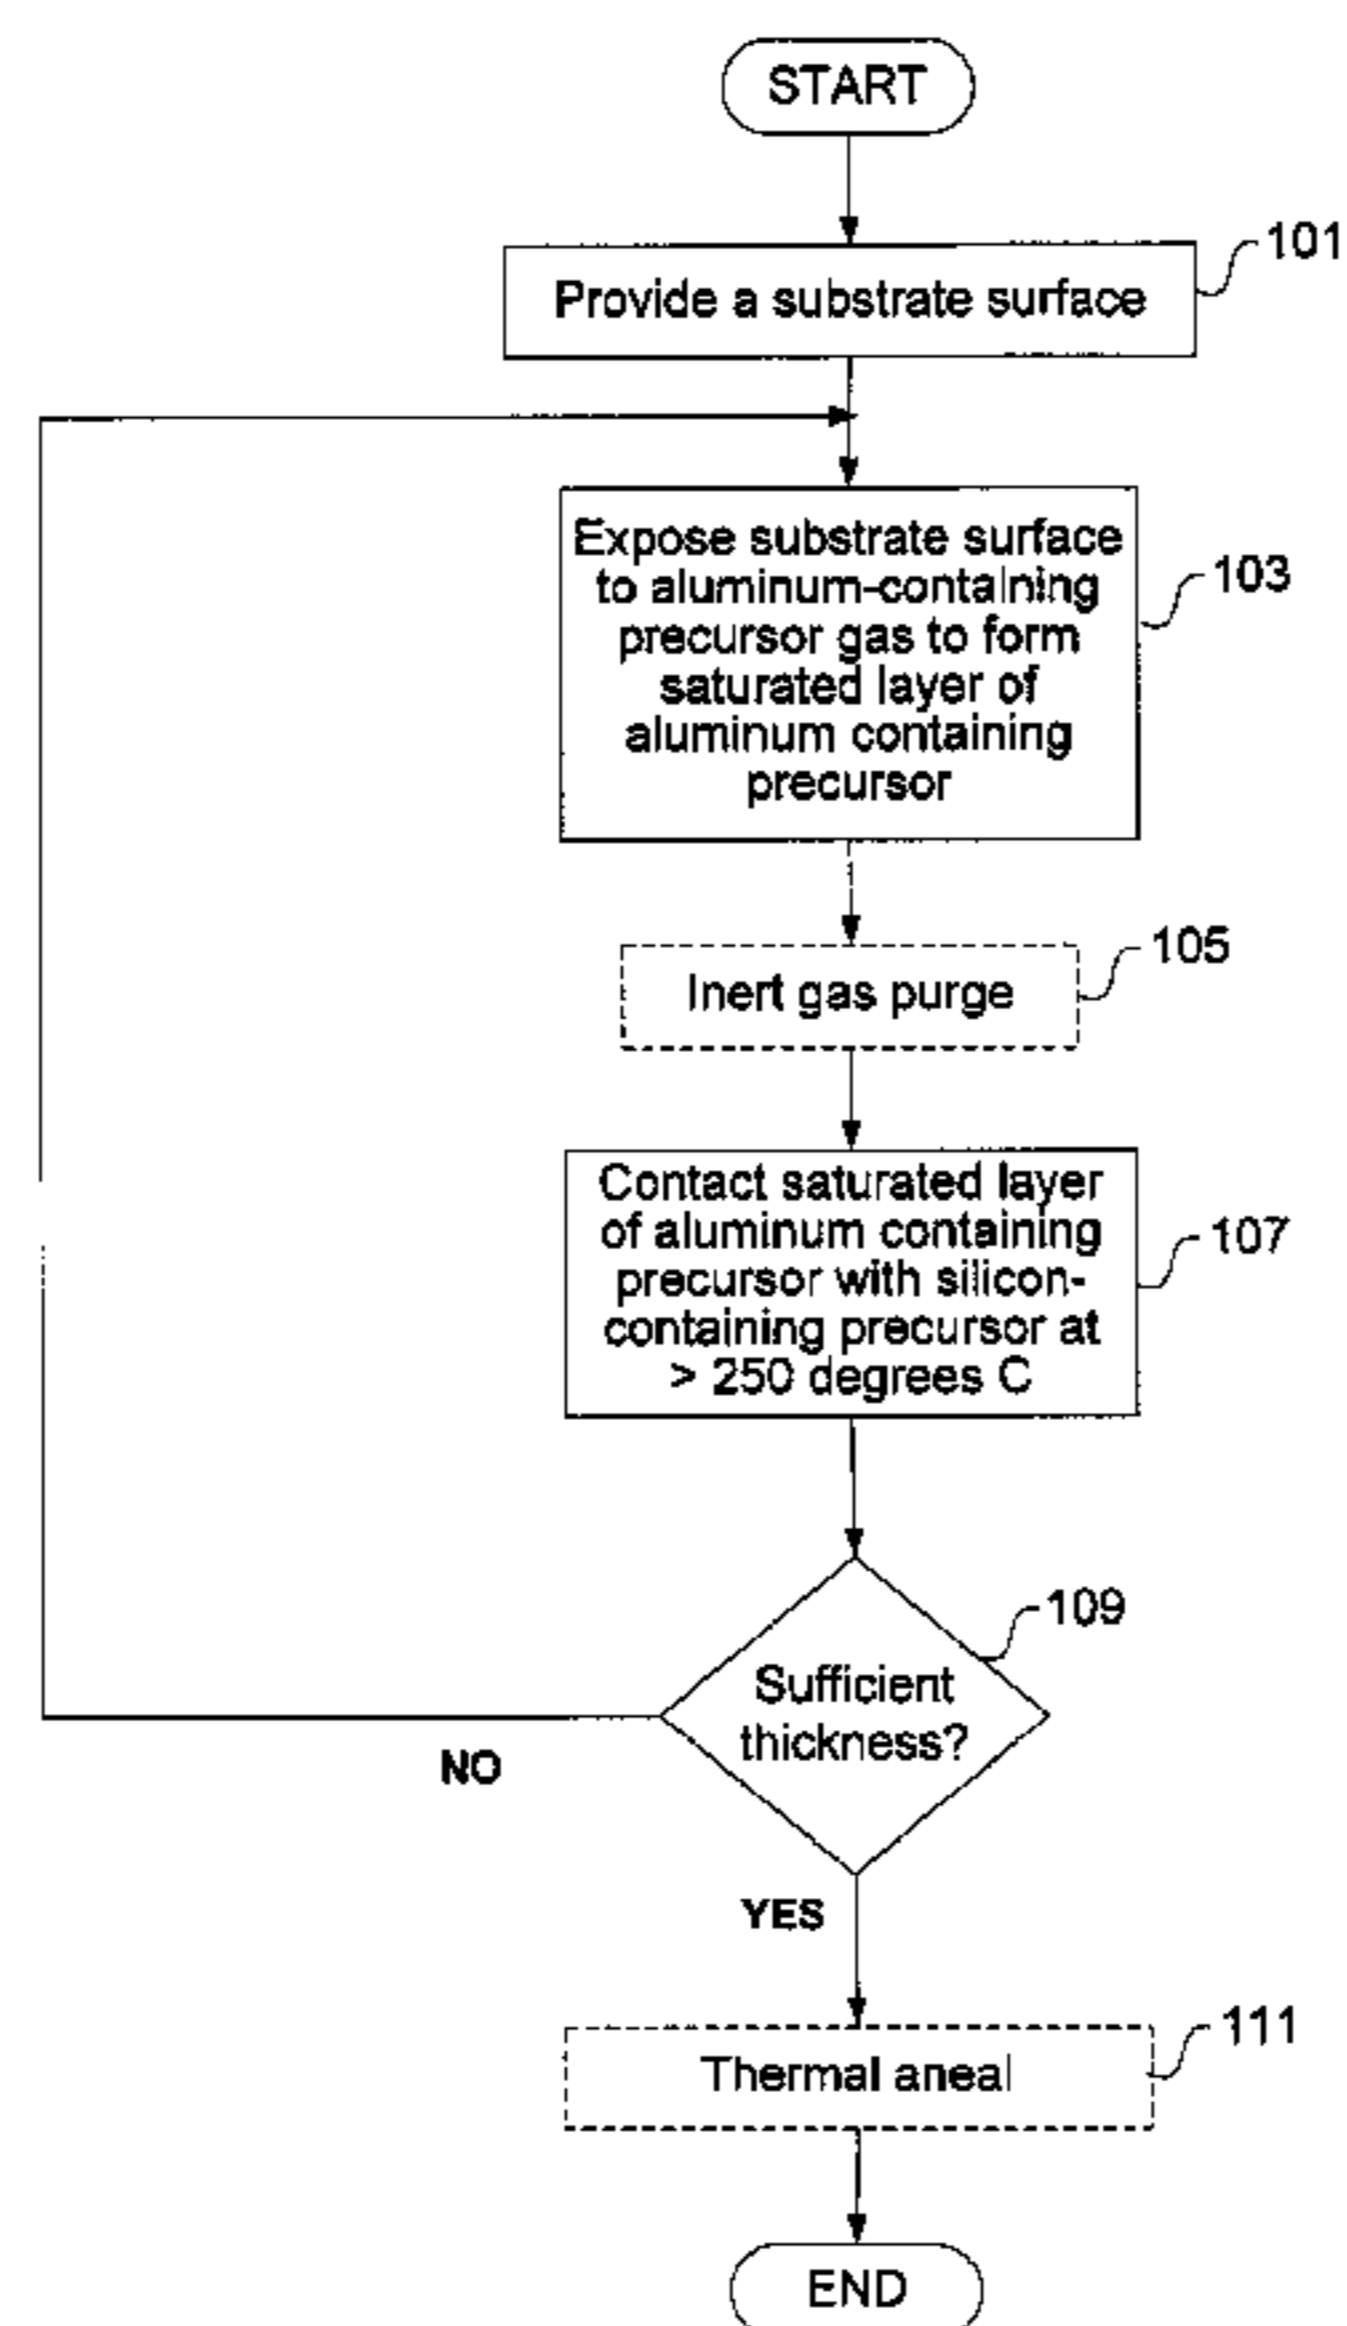 START
101
Provide a substrate surface
Expose substrate surface
to aluminum-containing
precursor gas to form
saturated layer of
aluminum containing
precursor
103
105
Inert gas purge
Contact saturated layer
of aluminum containing
precursor with silicon-
containing precursor at
> 250 degrees C
107
109
Sufficient
thickness?
NO
YES
111
Thermal aneal
END